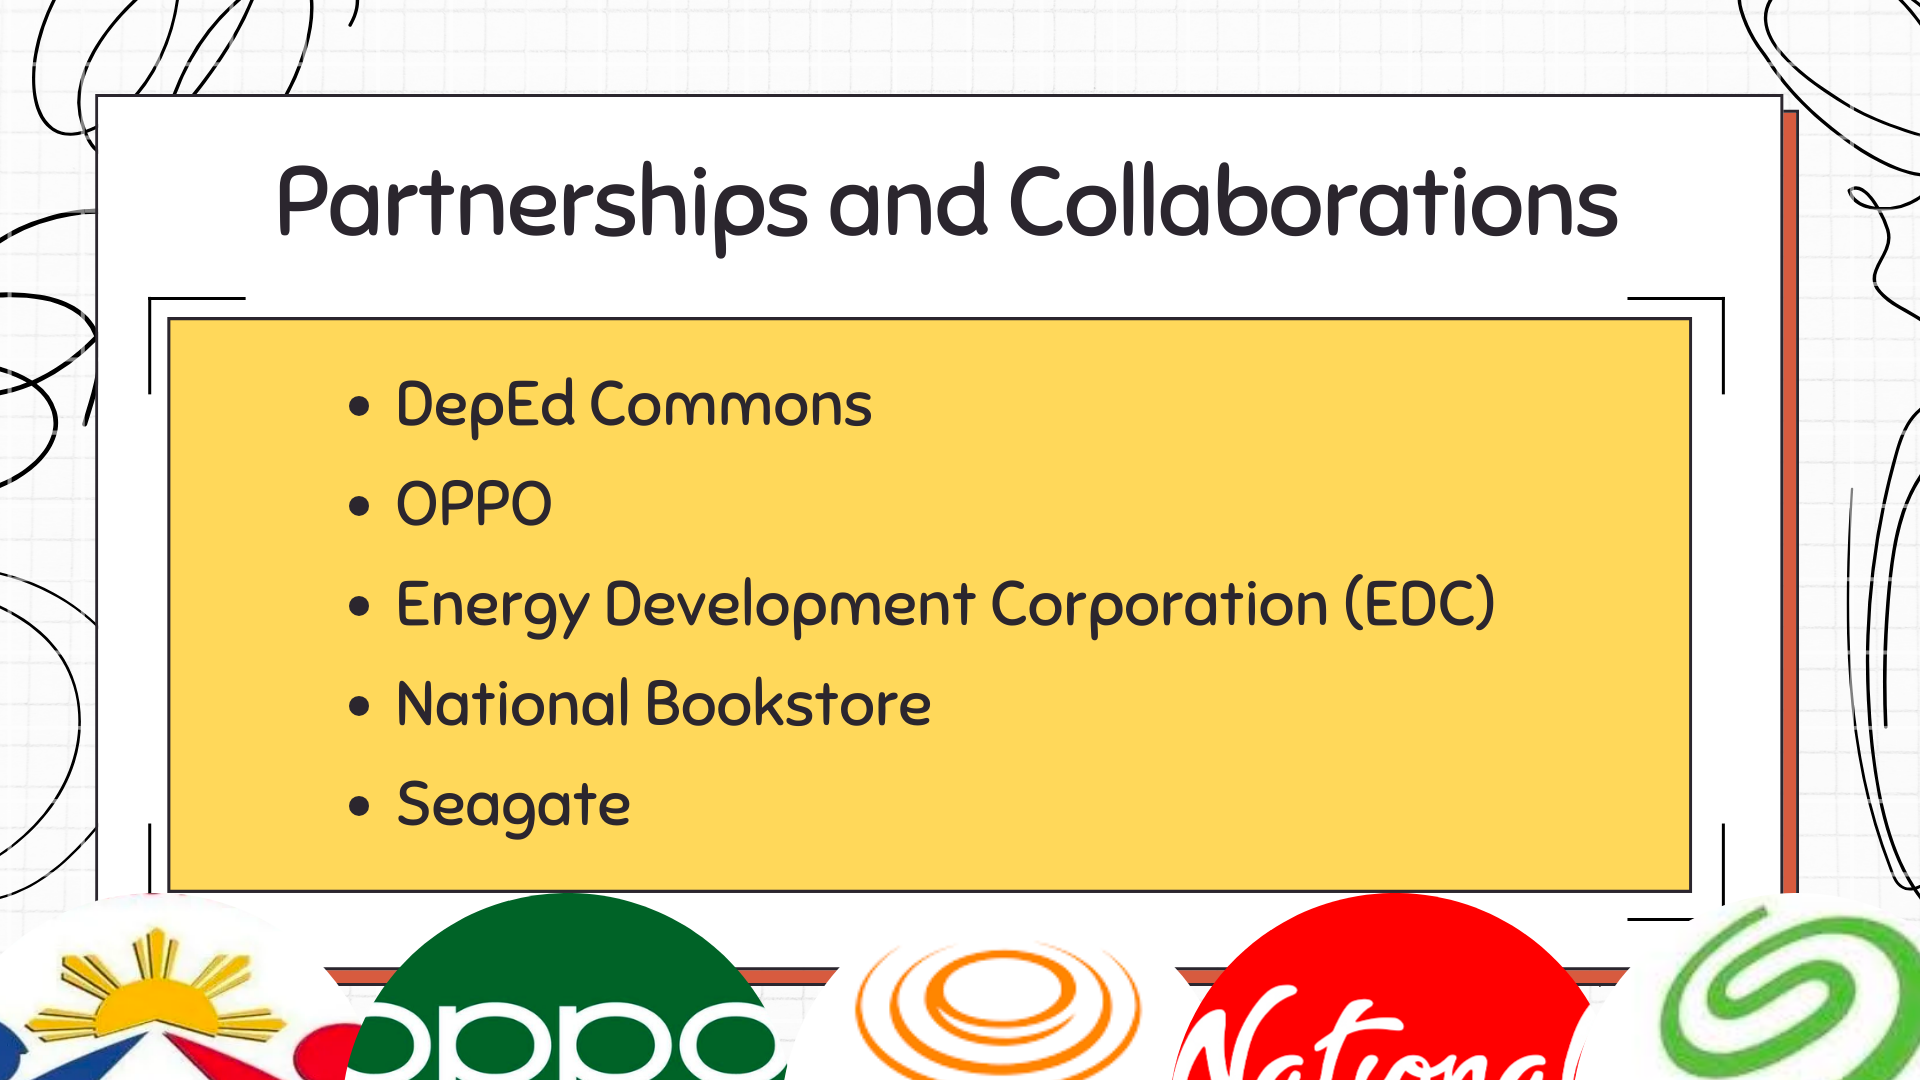 Partnerships and Collaborations
• DepEd Commons
• OPPO
• Energy Development Corporation (EDC)
• National Bookstore
• Seagate
oppo
National